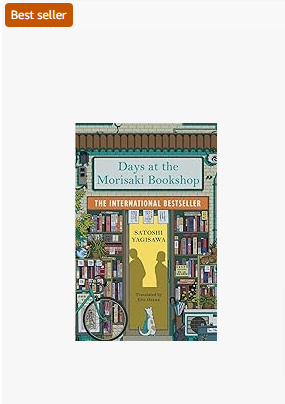 Best seller
Days at the
Morisaki Bookshop
THE INTERNATIONAL BESTSELLER
SATOSHI
YAGISAWA
Translated by
Eric Ozawa